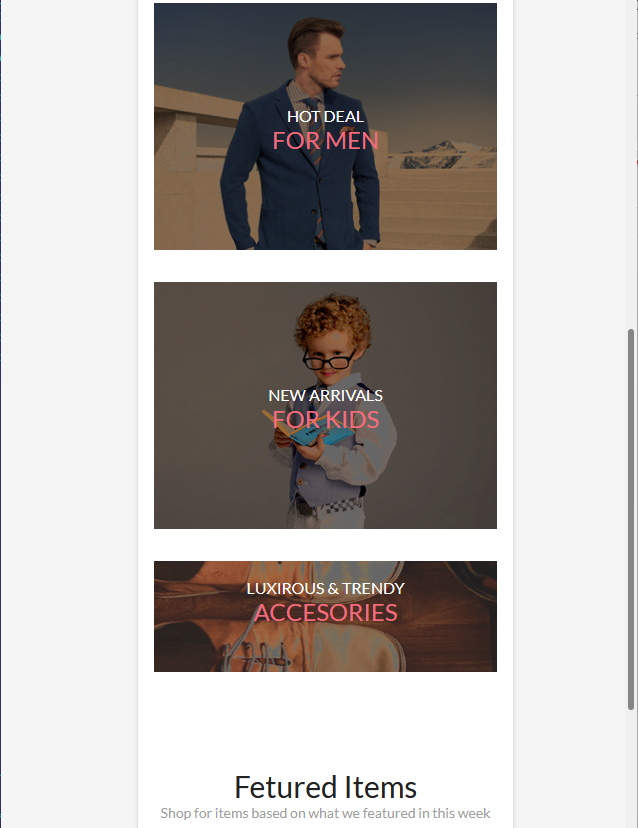 HOT DEAL
FOR MEN
NEW ARRIVALS
FOR KIDS
LUXIROUS & TRENDY
ACCESORIES
Fetured Items
Shop for items based on what we featured in this week